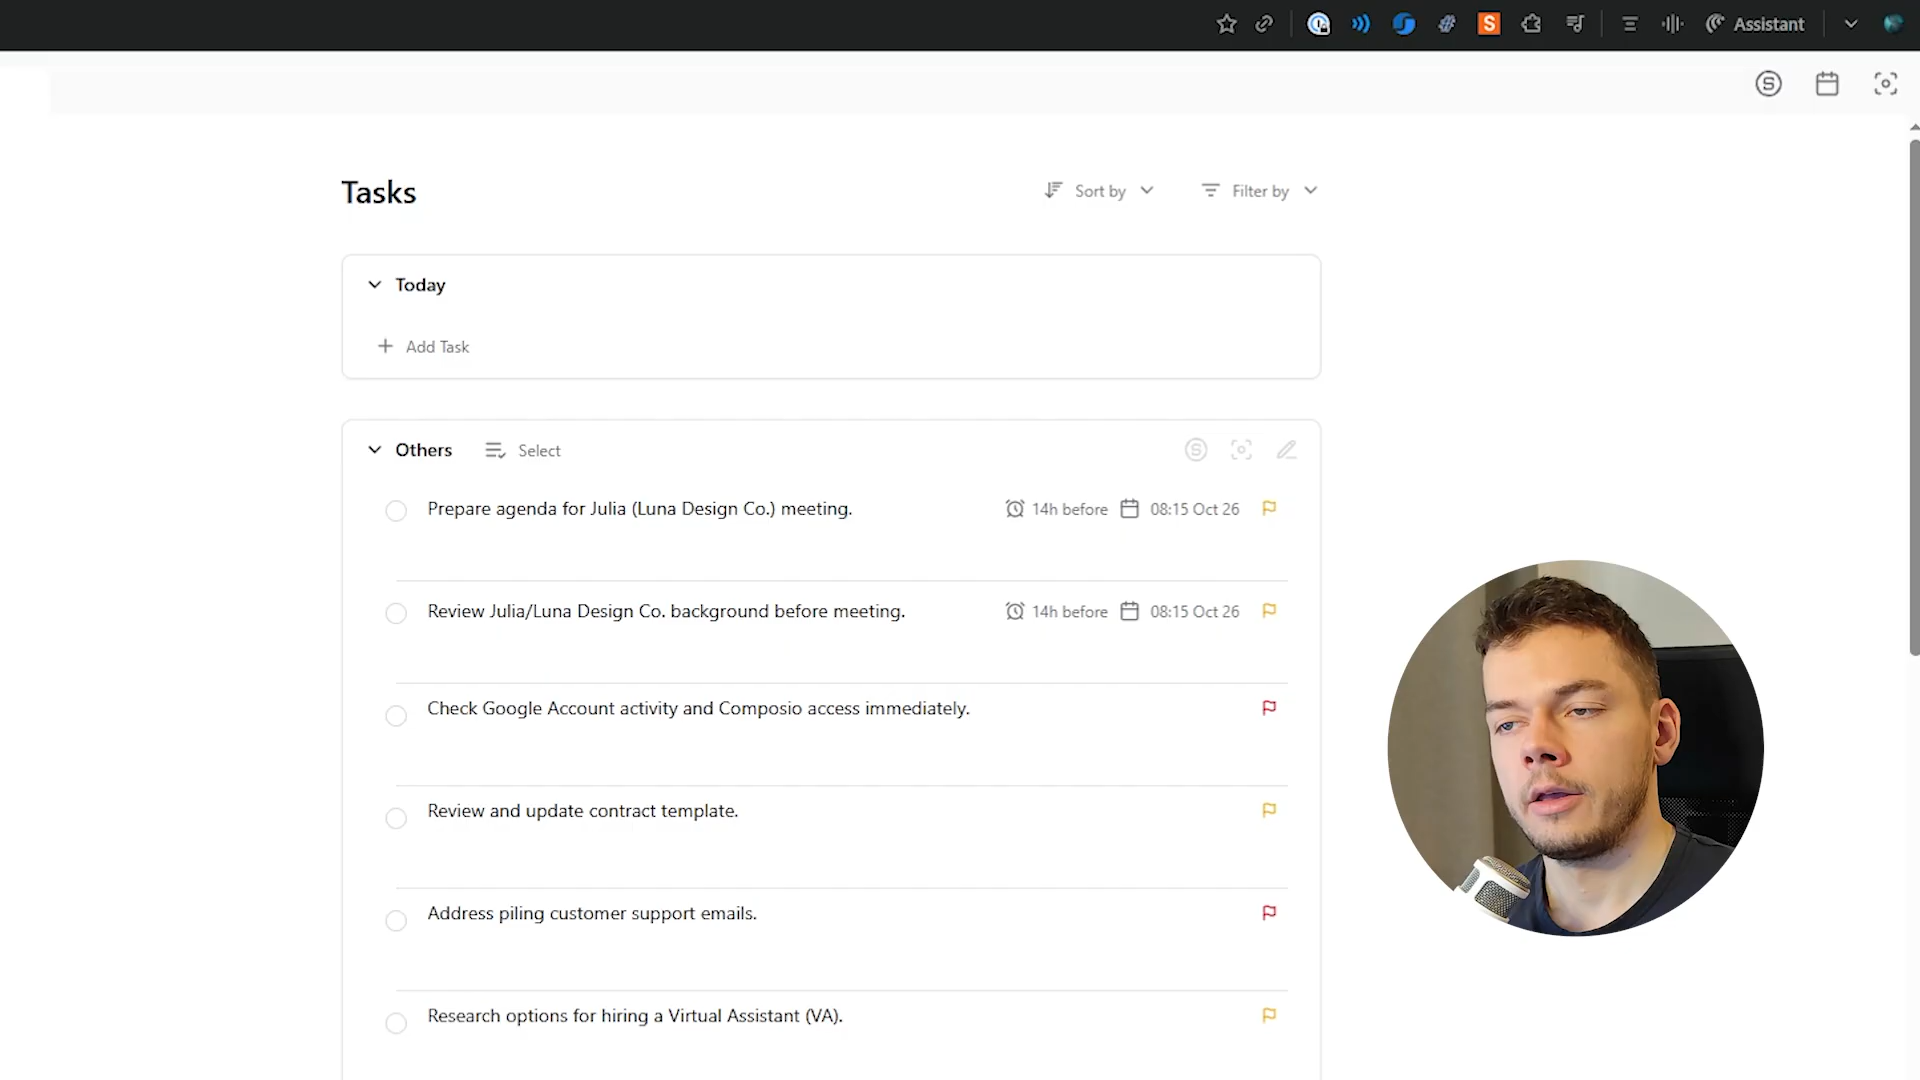 Assistant
Tasks
Sort by
Filter by
Today
Add Task
Others
Select
Prepare agenda for Julia (Luna Design Co.) meeting.
14h before
08:15 Oct 26
Review Julia/Luna Design Co. background before meeting.
14h before
08:15 Oct 26
Check Google Account activity and Composio access immediately.
Review and update contract template.
Address piling customer support emails.
Research options for hiring a Virtual Assistant (VA).